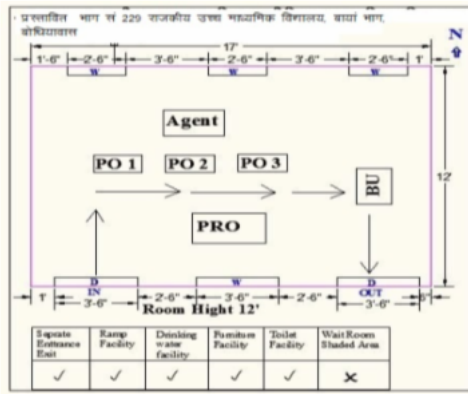 प्रस्तावित भाग सं 229 राजकीय उच्च माध्यमिक विद्यालय, बायां भाग,
बोधियावास
N
17'
1'-6" 2'-6" 3'-6" 2'-6" 3'-6" 2'-6" 1'
W W W
Agent
PO 1 PO 2 PO 3
BU
12'
PRO
D W D
IN OUT
1' 3'-6" 2'-6" 3'-6" 2'-6" 3'-6" 6"
Room Hight 12'
Saprate Entrance Exit
Ramp Facility
Drinking water facility
Furniture Facility
Toilet Facility
Wait Room Shaded Area
✓ ✓ ✓ ✓ ✓ ×